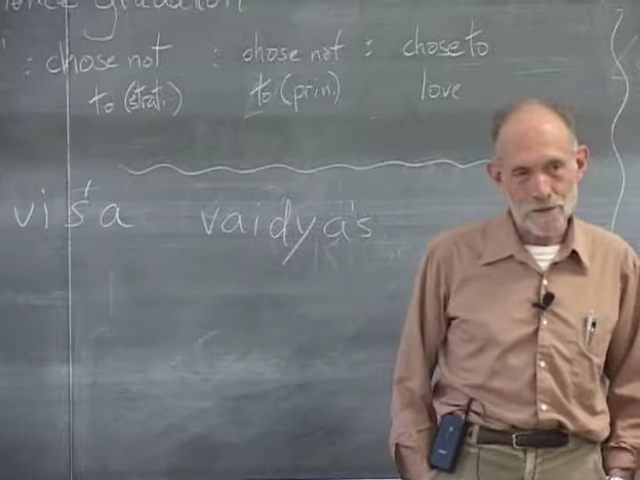 : chose not : chose not : chose to
to (strat.) to (prin.) love
viśa vaidya's